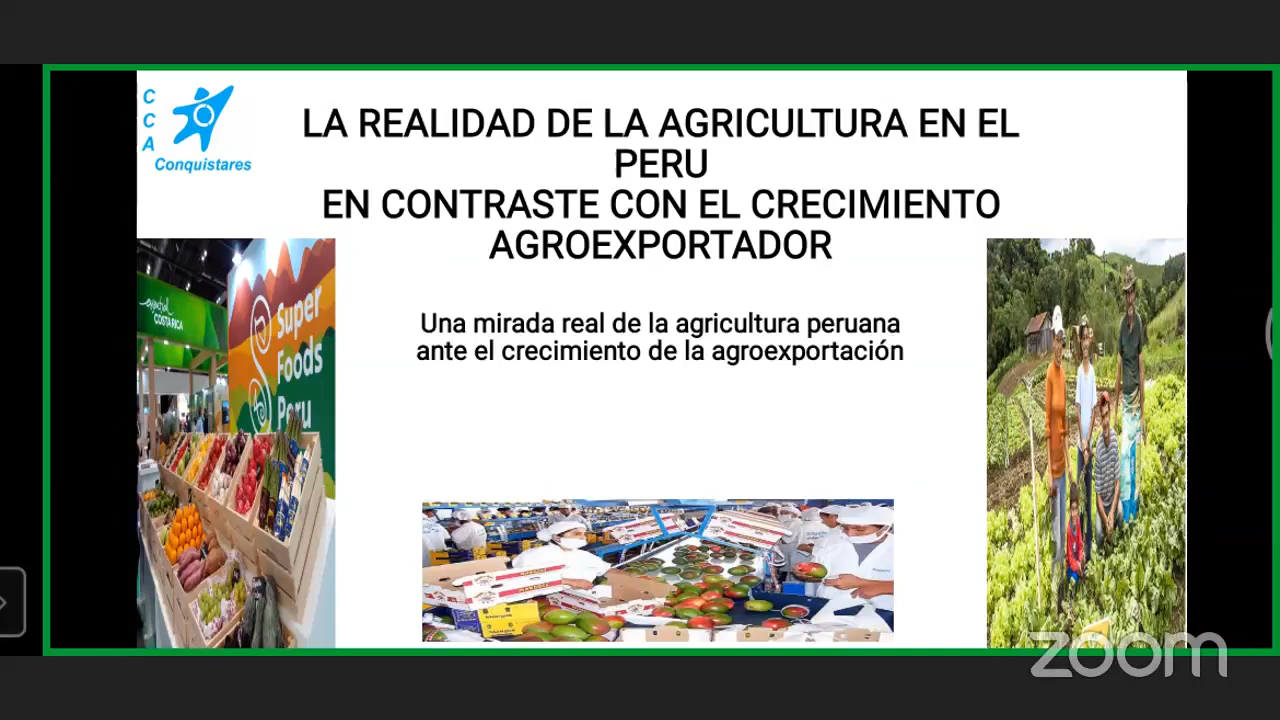 C
C
A
Conquistares
LA REALIDAD DE LA AGRICULTURA EN EL
PERU
EN CONTRASTE CON EL CRECIMIENTO
AGROEXPORTADOR
Una mirada real de la agricultura peruana
ante el crecimiento de la agroexportación
essential
COSTA RICA
Super
Foods
Peru
zoom